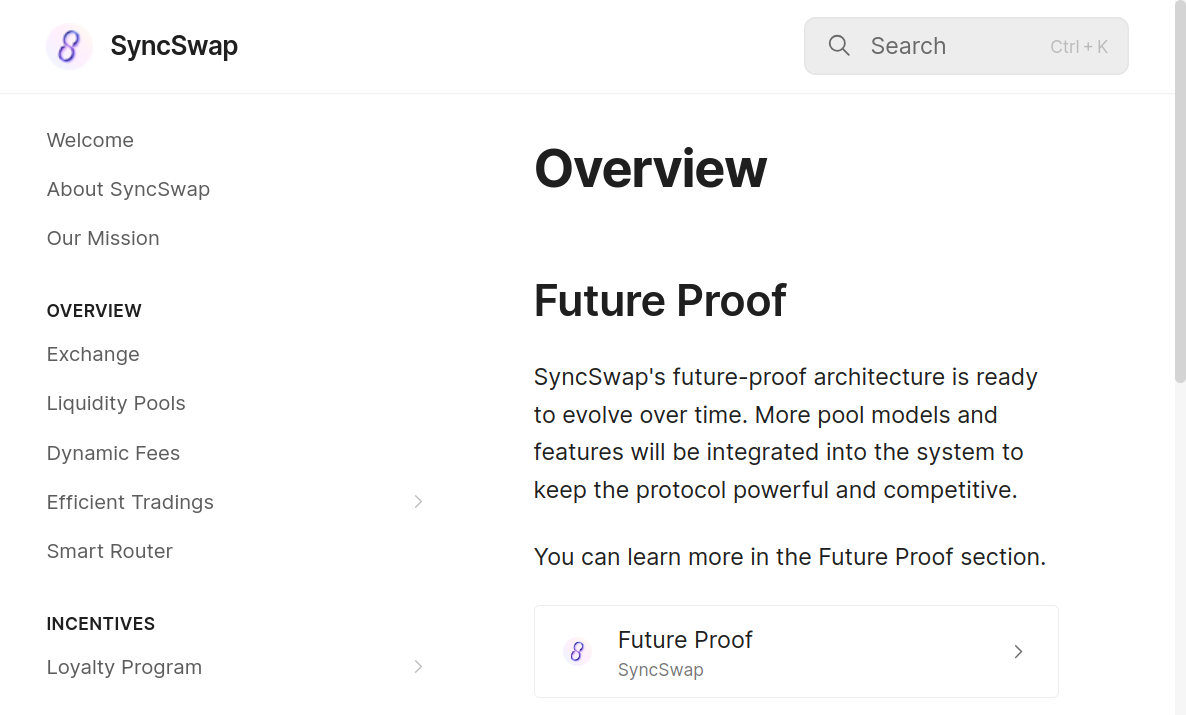 SyncSwap
Search
Ctrl + K
Welcome
About SyncSwap
Our Mission
OVERVIEW
Exchange
Liquidity Pools
Dynamic Fees
Efficient Tradings
Smart Router
INCENTIVES
Loyalty Program
Overview
Future Proof
SyncSwap's future-proof architecture is ready
to evolve over time. More pool models and
features will be integrated into the system to
keep the protocol powerful and competitive.
You can learn more in the Future Proof section.
Future Proof
SyncSwap